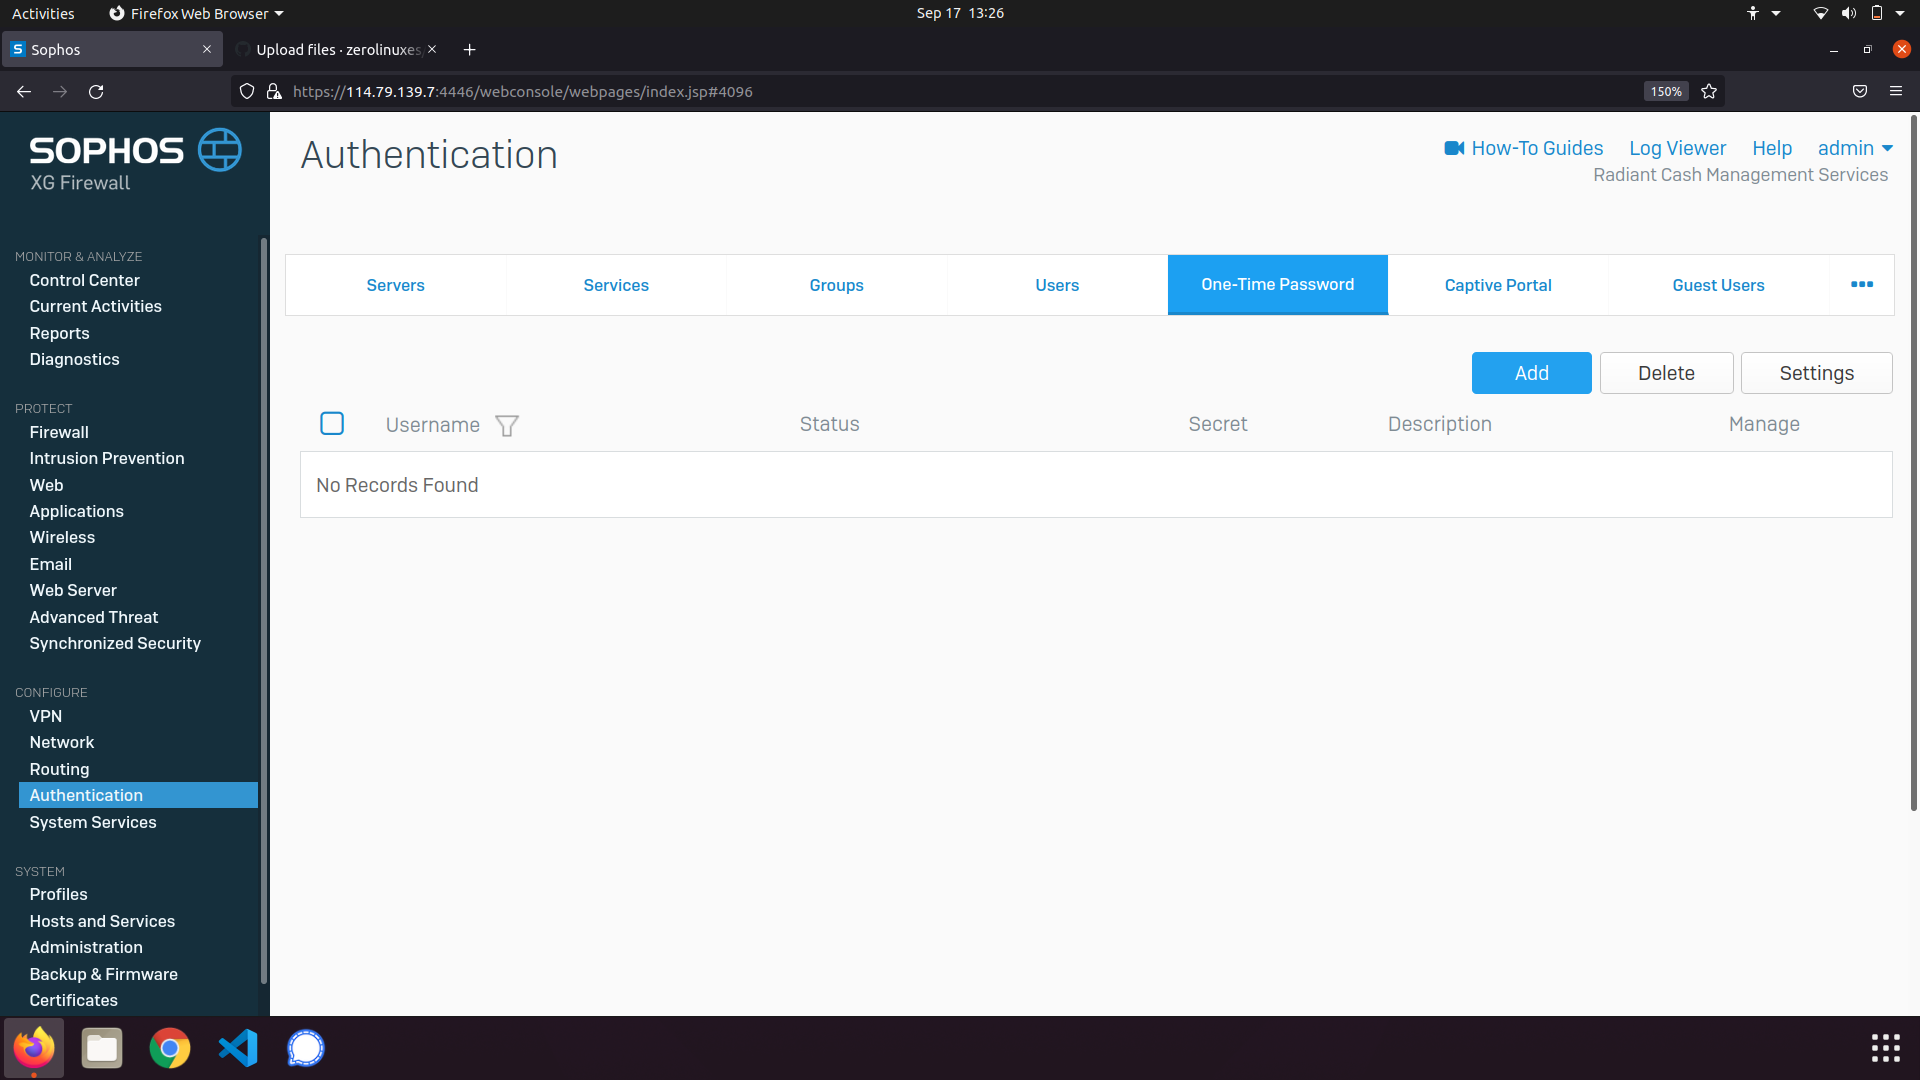 Activities
Firefox Web Browser
Sep 17 13:26
Sophos
Upload files · zerolinuxes
https://114.79.139.7:4446/webconsole/webpages/index.jsp#4096
150%
SOPHOS
XG Firewall
Authentication
How-To Guides
Log Viewer
Help
admin
Radiant Cash Management Services
MONITOR & ANALYZE
Control Center
Current Activities
Reports
Diagnostics
PROTECT
Firewall
Intrusion Prevention
Web
Applications
Wireless
Email
Web Server
Advanced Threat
Synchronized Security
CONFIGURE
VPN
Network
Routing
Authentication
System Services
SYSTEM
Profiles
Hosts and Services
Administration
Backup & Firmware
Certificates
Servers
Services
Groups
Users
One-Time Password
Captive Portal
Guest Users
Add
Delete
Settings
Username
Status
Secret
Description
Manage
No Records Found